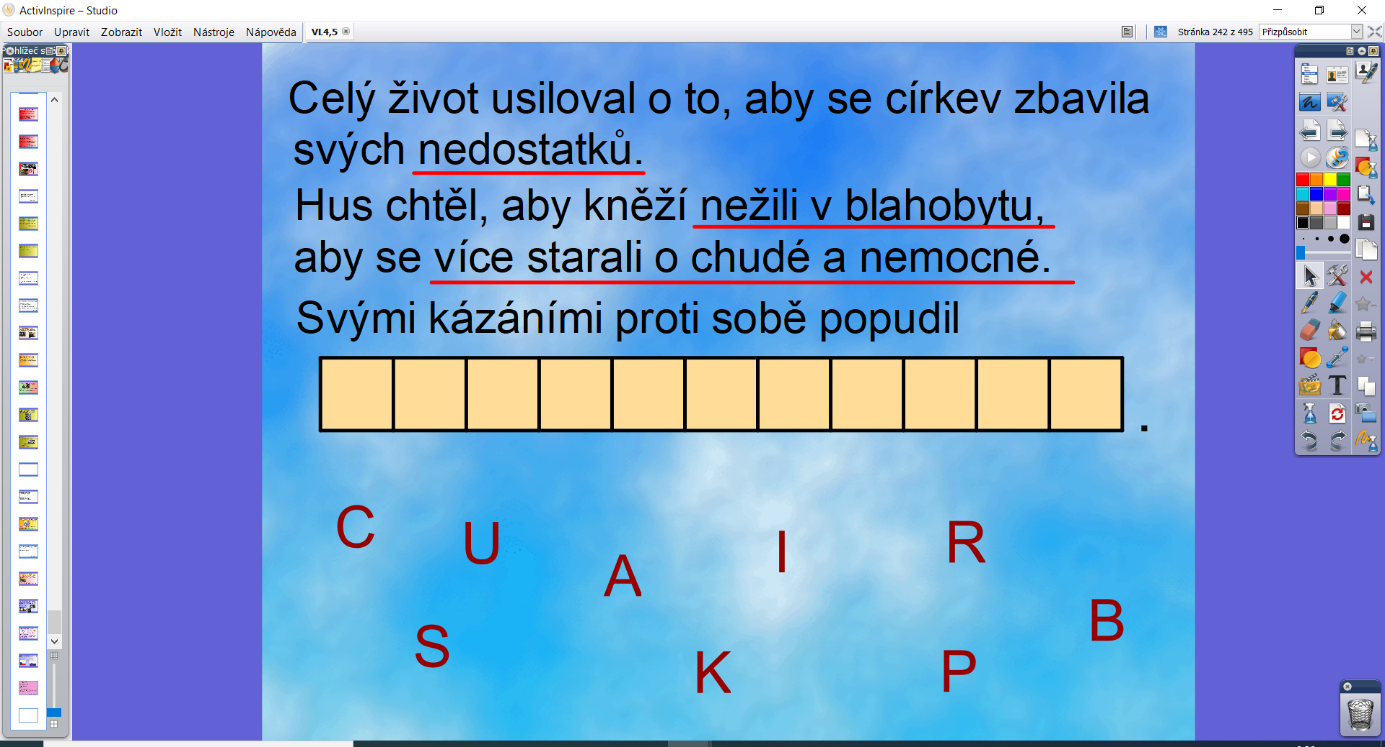 ActivInspire – Studio
Soubor Upravit Zobrazit Vložit Nástroje Nápověda VL4,5 Stránka 242 z 495 Přizpůsobit
Celý život usiloval o to, aby se církev zbavila
svých nedostatků.
Hus chtěl, aby kněží nežili v blahobytu,
aby se více starali o chudé a nemocné.
Svými kázáními proti sobě popudil
.
C U A I R
S K P B